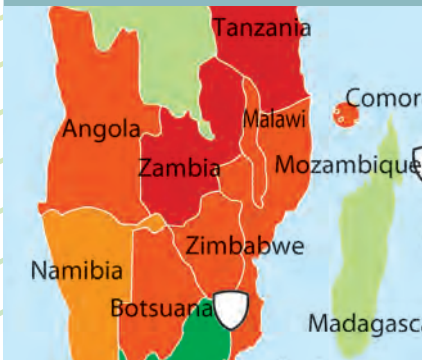 Tanzania
Comor
Angola
Malawi
Zambia
Mozambique
Zimbabwe
Namibia
Botsuana
Madagasca